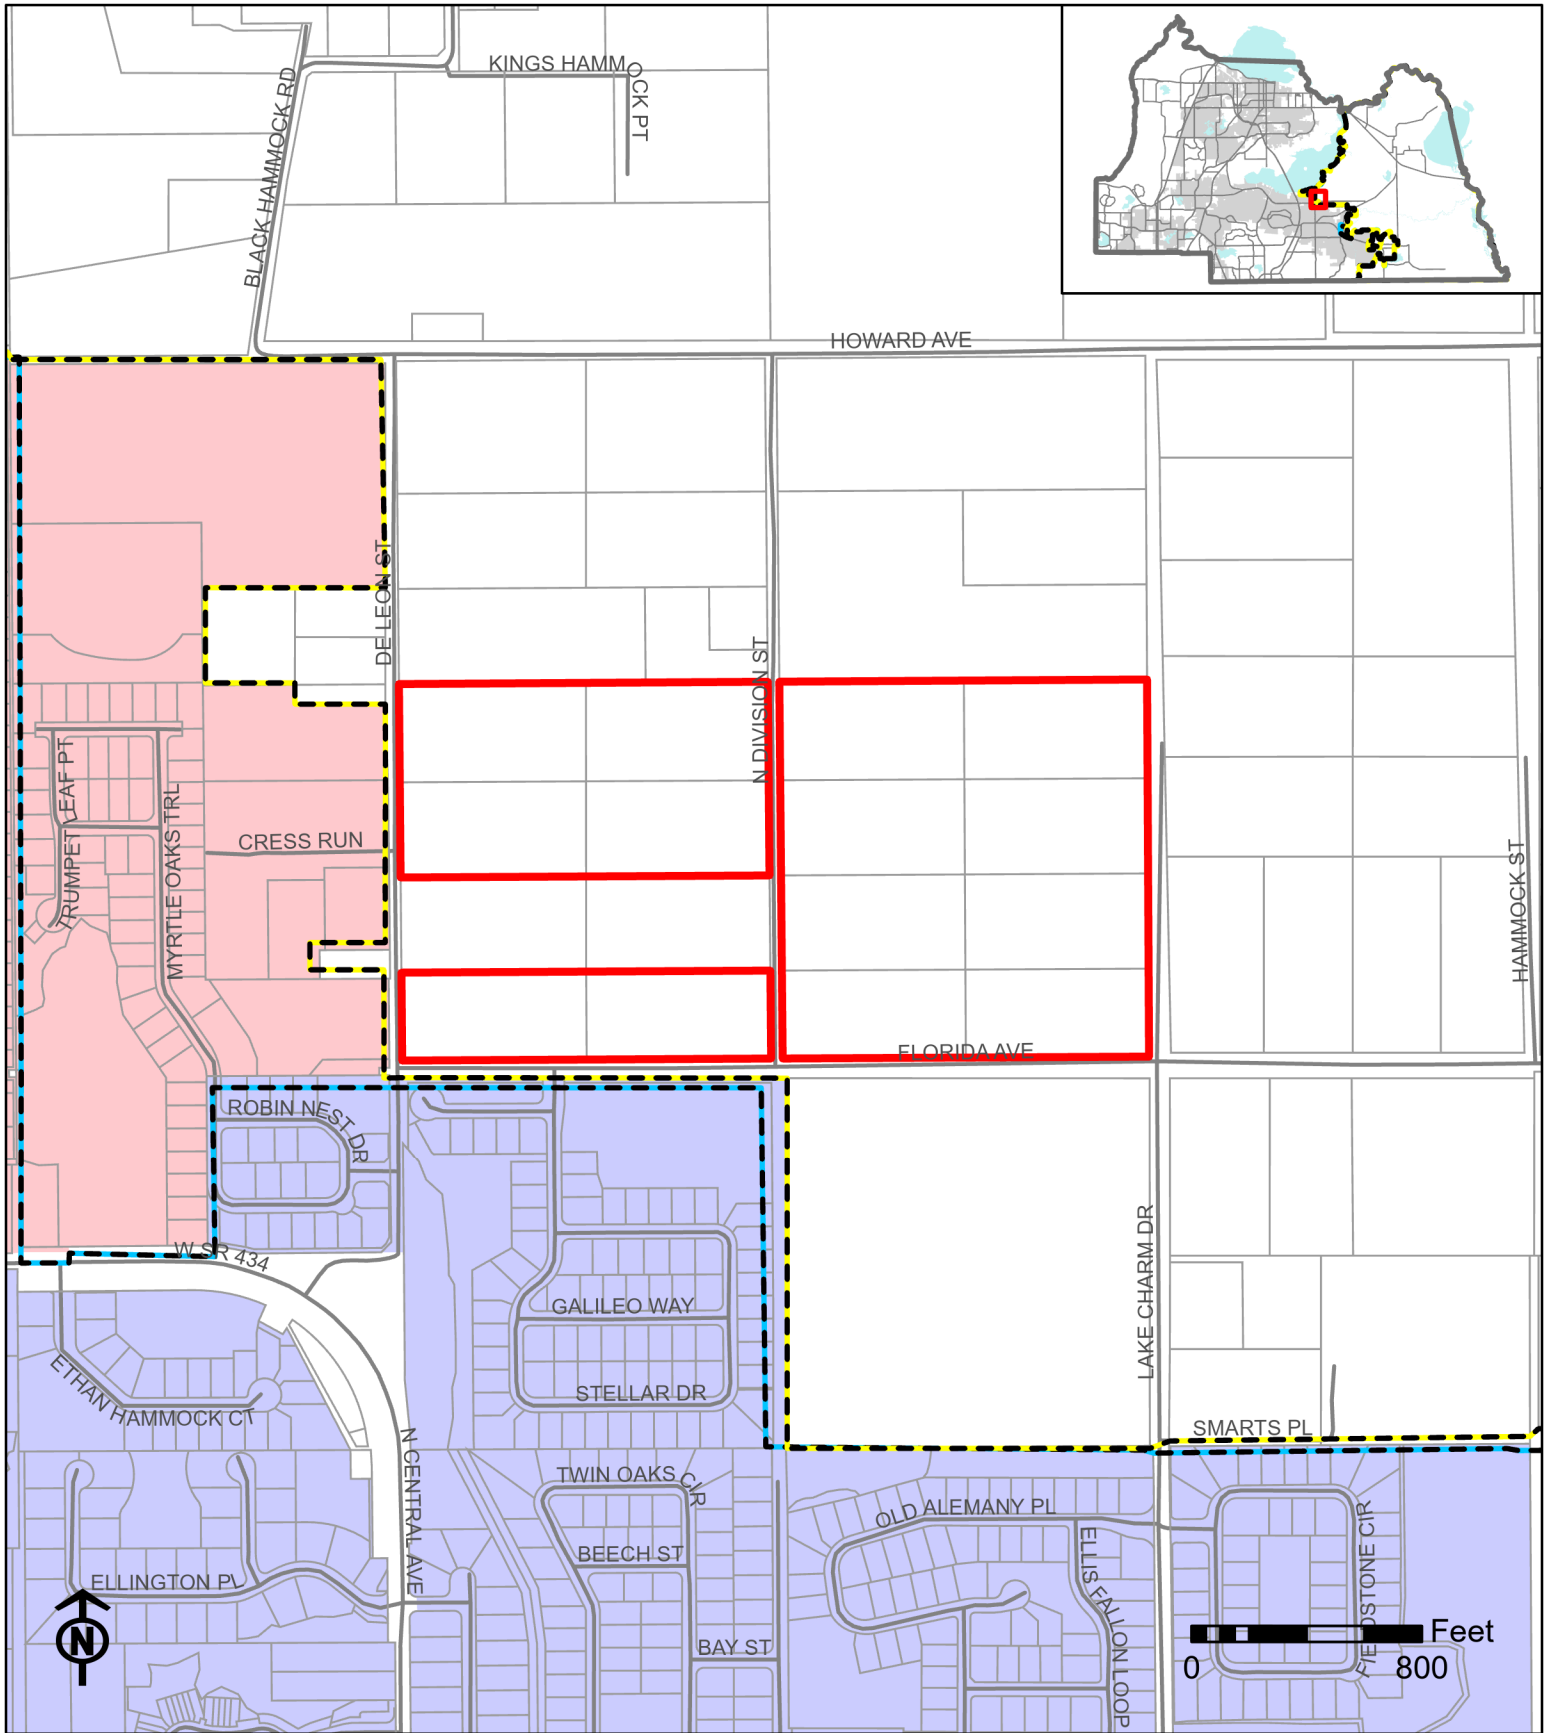 KINGS HAMMOCK PT
BLACK HAMMOCK RD
HOWARD AVE
DE LEON ST
N DIVISION ST
TRUMPET LEAF PT
MYRTLE OAKS TRL
CRESS RUN
HAMMOCK ST
FLORIDA AVE
ROBIN NEST DR
W SR 434
LAKE CHARM DR
GALILEO WAY
ETHAN HAMMOCK CT
STELLAR DR
SMARTS PL
N CENTRAL AVE
TWIN OAKS CIR
OLD ALEMANY PL
BEECH ST
ELLIS FALLON LOOP
FIELDSTONE CIR
ELLINGTON PL
BAY ST
N
Feet
0 800